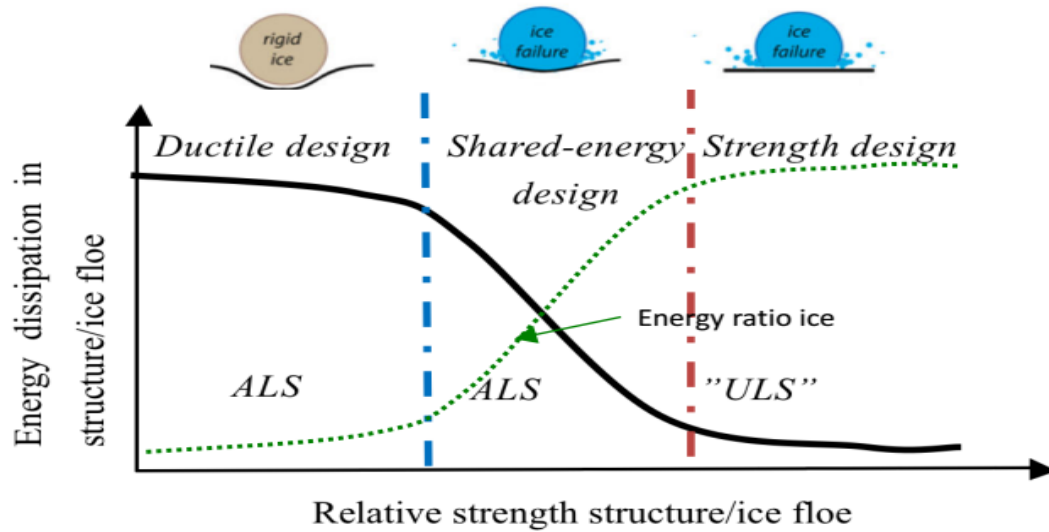 rigid
ice
ice
failure
ice
failure
Ductile design
Shared-energy
design
Strength design
Energy dissipation in
structure/ice floe
Energy ratio ice
ALS
ALS
”ULS”
Relative strength structure/ice floe